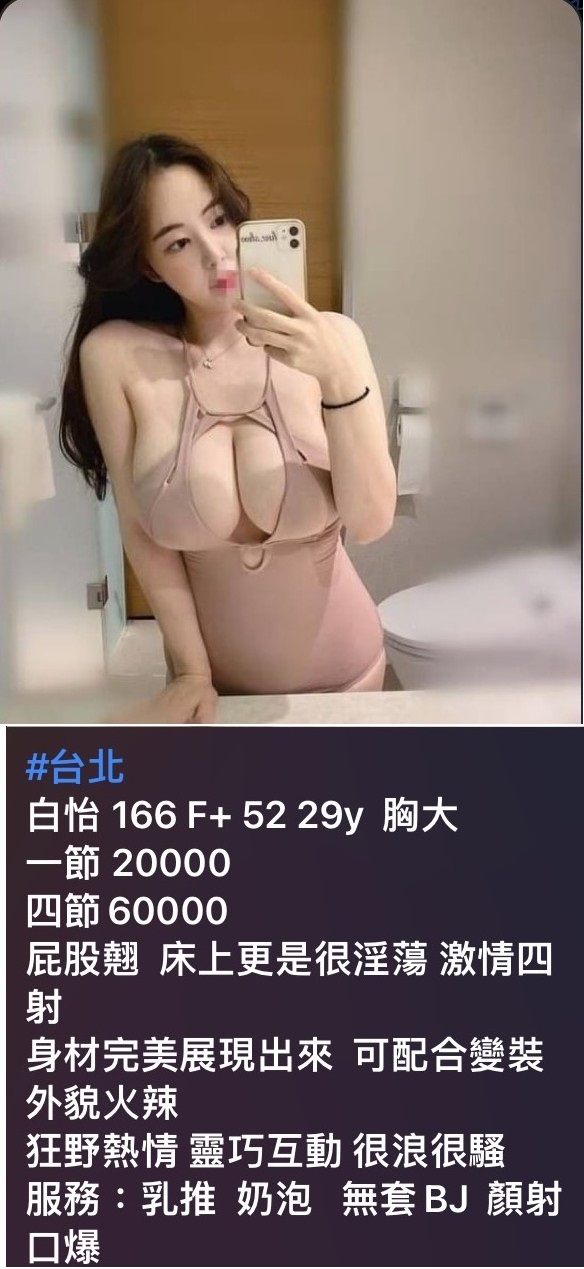 #台北
白怡 166 F+ 52 29y 胸大
一節 20000
四節 60000
屁股翹 床上更是很淫蕩 激情四
射
身材完美展現出來 可配合變裝
外貌火辣
狂野熱情 靈巧互動 很浪很騷
服務：乳推 奶泡 無套BJ 顏射
口爆